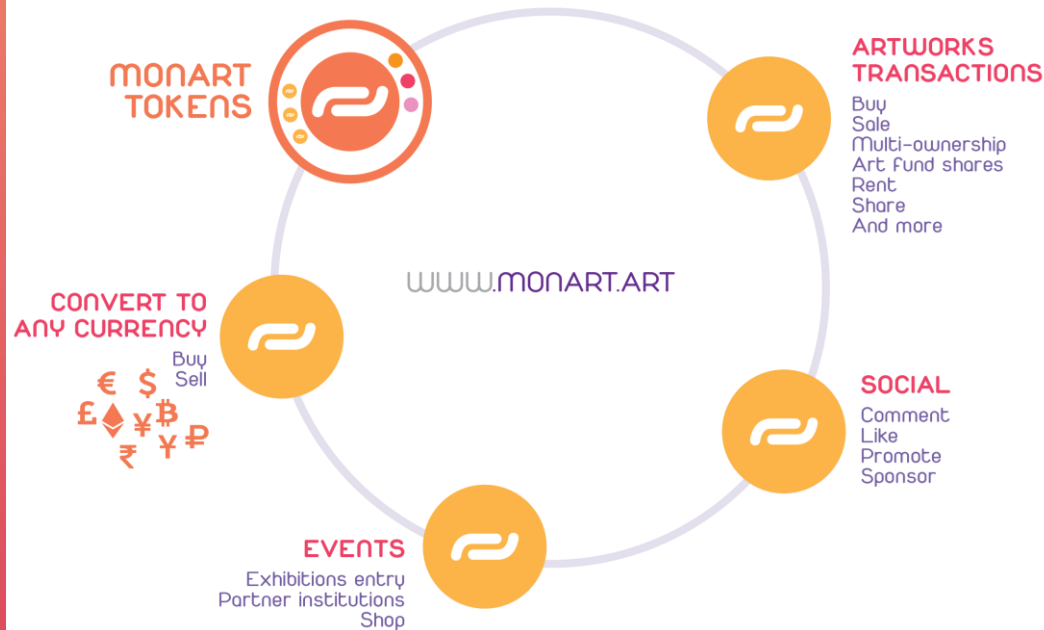 MONART
TOKENS
ARTWORKS
TRANSACTIONS
Buy
Sale
Multi-ownership
Art fund shares
Rent
Share
And more
WWW.MONART.ART
CONVERT TO
ANY CURRENCY
Buy
Sell
€ $
£ ¥ ₿
₹ ¥ ₽
SOCIAL
Comment
Like
Promote
Sponsor
EVENTS
Exhibitions entry
Partner institutions
Shop